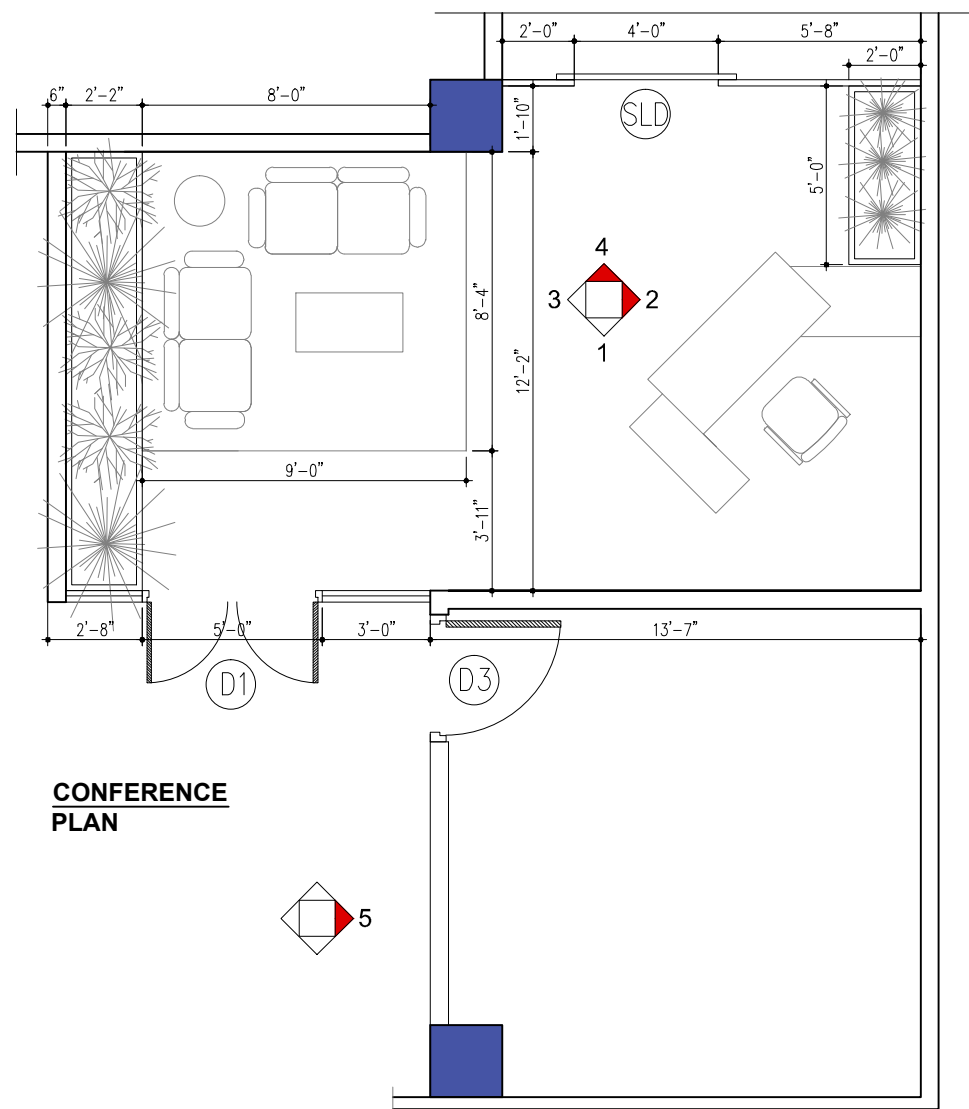 2'-0" 4'-0" 5'-8"
2'-0"
6" 2'-2" 8'-0"
1'-10"
SLD
5'-0"
4
3 2
1
8'-4"
12'-2"
9'-0"
3'-11"
2'-8" 5'-0" 3'-0" 13'-7"
D1 D3
CONFERENCE
PLAN
5